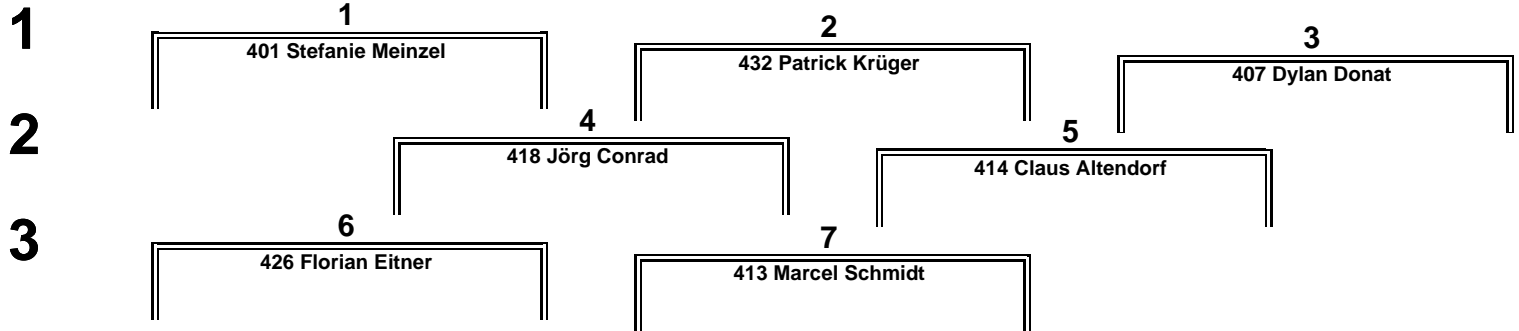 1
1
401 Stefanie Meinzel
2
432 Patrick Krüger
3
407 Dylan Donat
2
4
418 Jörg Conrad
5
414 Claus Altendorf
3
6
426 Florian Eitner
7
413 Marcel Schmidt